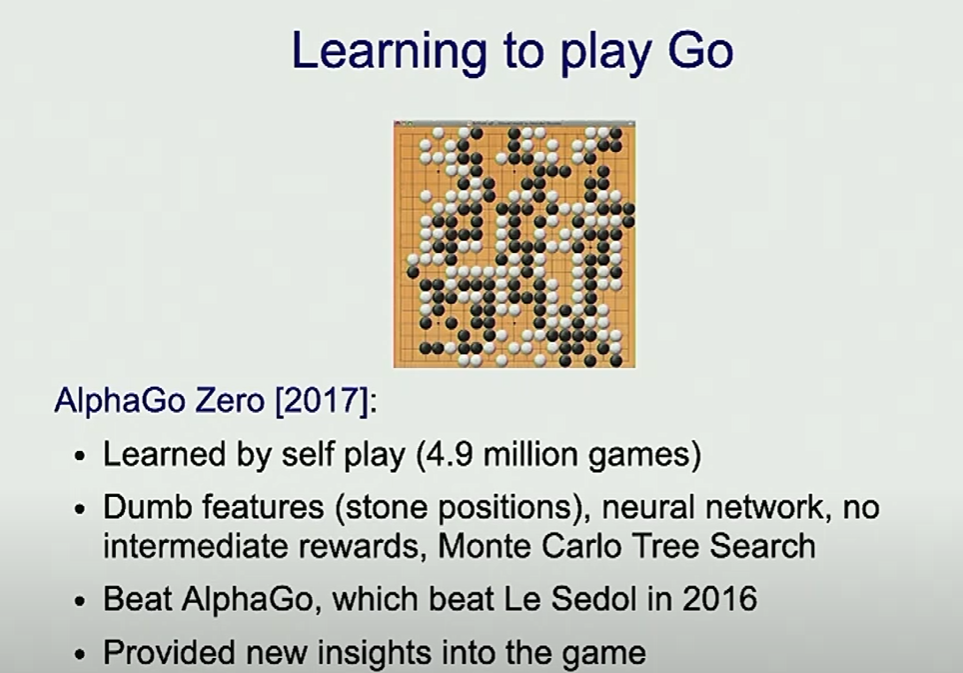 Learning to play Go
AlphaGo Zero [2017]:
• Learned by self play (4.9 million games)
• Dumb features (stone positions), neural network, no
intermediate rewards, Monte Carlo Tree Search
• Beat AlphaGo, which beat Le Sedol in 2016
• Provided new insights into the game